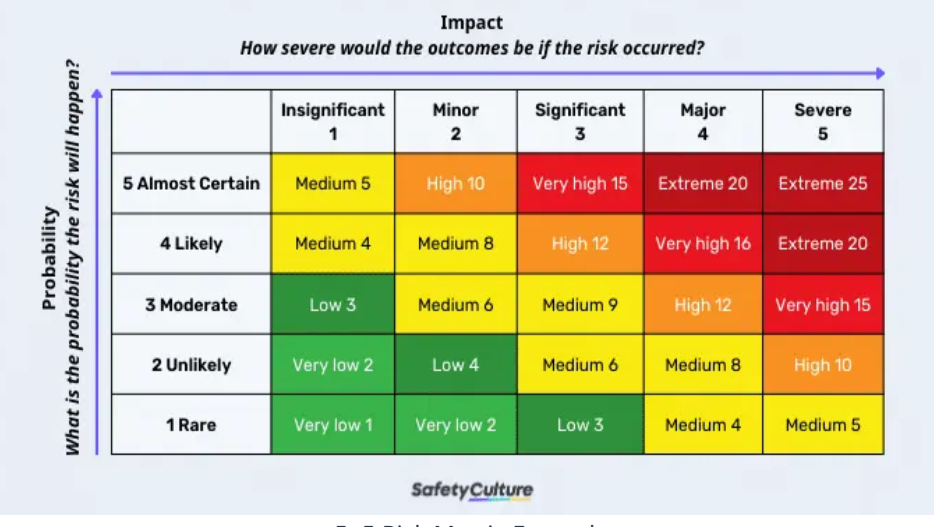 Impact
How severe would the outcomes be if the risk occurred?
Probability
What is the probability the risk will happen?
Insignificant Minor Significant Major Severe
1 2 3 4 5
5 Almost Certain Medium 5 High 10 Very high 15 Extreme 20 Extreme 25
4 Likely Medium 4 Medium 8 High 12 Very high 16 Extreme 20
3 Moderate Low 3 Medium 6 Medium 9 High 12 Very high 15
2 Unlikely Very low 2 Low 4 Medium 6 Medium 8 High 10
1 Rare Very low 1 Very low 2 Low 3 Medium 4 Medium 5
SafetyCulture